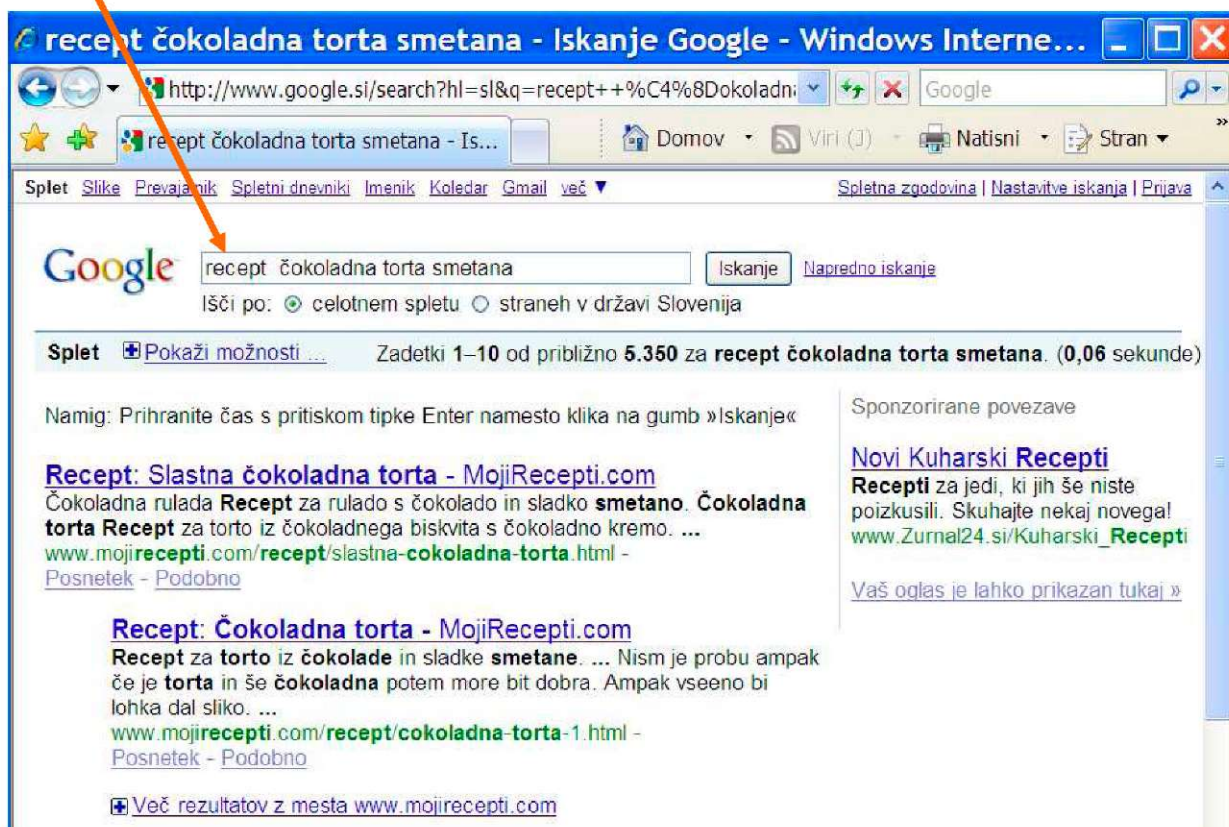 recept čokoladna torta smetana - Iskanje Google - Windows Interne...
http://www.google.si/search?hl=sl&q=recept++%C4%8Dokoladn
Google
recept čokoladna torta smetana - Is...
Domov
Viri (J)
Natisni
Stran
»
Splet Slike Prevajalnik Spletni dnevniki Imenik Koledar Gmail več ▼
Spletna zgodovina | Nastavitve iskanja | Prijava
Google
recept čokoladna torta smetana
Iskanje
Napredno iskanje
Išči po: celotnem spletu straneh v državi Slovenija
Splet Pokaži možnosti ... Zadetki 1–10 od približno 5.350 za recept čokoladna torta smetana. (0,06 sekunde)
Namig: Prihranite čas s pritiskom tipke Enter namesto klika na gumb »Iskanje«
Recept: Slastna čokoladna torta - MojiRecepti.com
Čokoladna rulada Recept za rulado s čokolado in sladko smetano. Čokoladna
torta Recept za torto iz čokoladnega biskvita s čokoladno kremo. ...
www.mojirecepti.com/recept/slastna-cokoladna-torta.html -
Posnetek - Podobno
Recept: Čokoladna torta - MojiRecepti.com
Recept za torto iz čokolade in sladke smetane. ... Nism je probu ampak
če je torta in še čokoladna potem more bit dobra. Ampak vseeno bi
lohka dal sliko. ...
www.mojirecepti.com/recept/cokoladna-torta-1.html -
Posnetek - Podobno
Več rezultatov z mesta www.mojirecepti.com
Sponzorirane povezave
Novi Kuharski Recepti
Recepti za jedi, ki jih še niste
poizkusili. Skuhajte nekaj novega!
www.Zurnal24.si/Kuharski_Recepti
Vaš oglas je lahko prikazan tukaj »